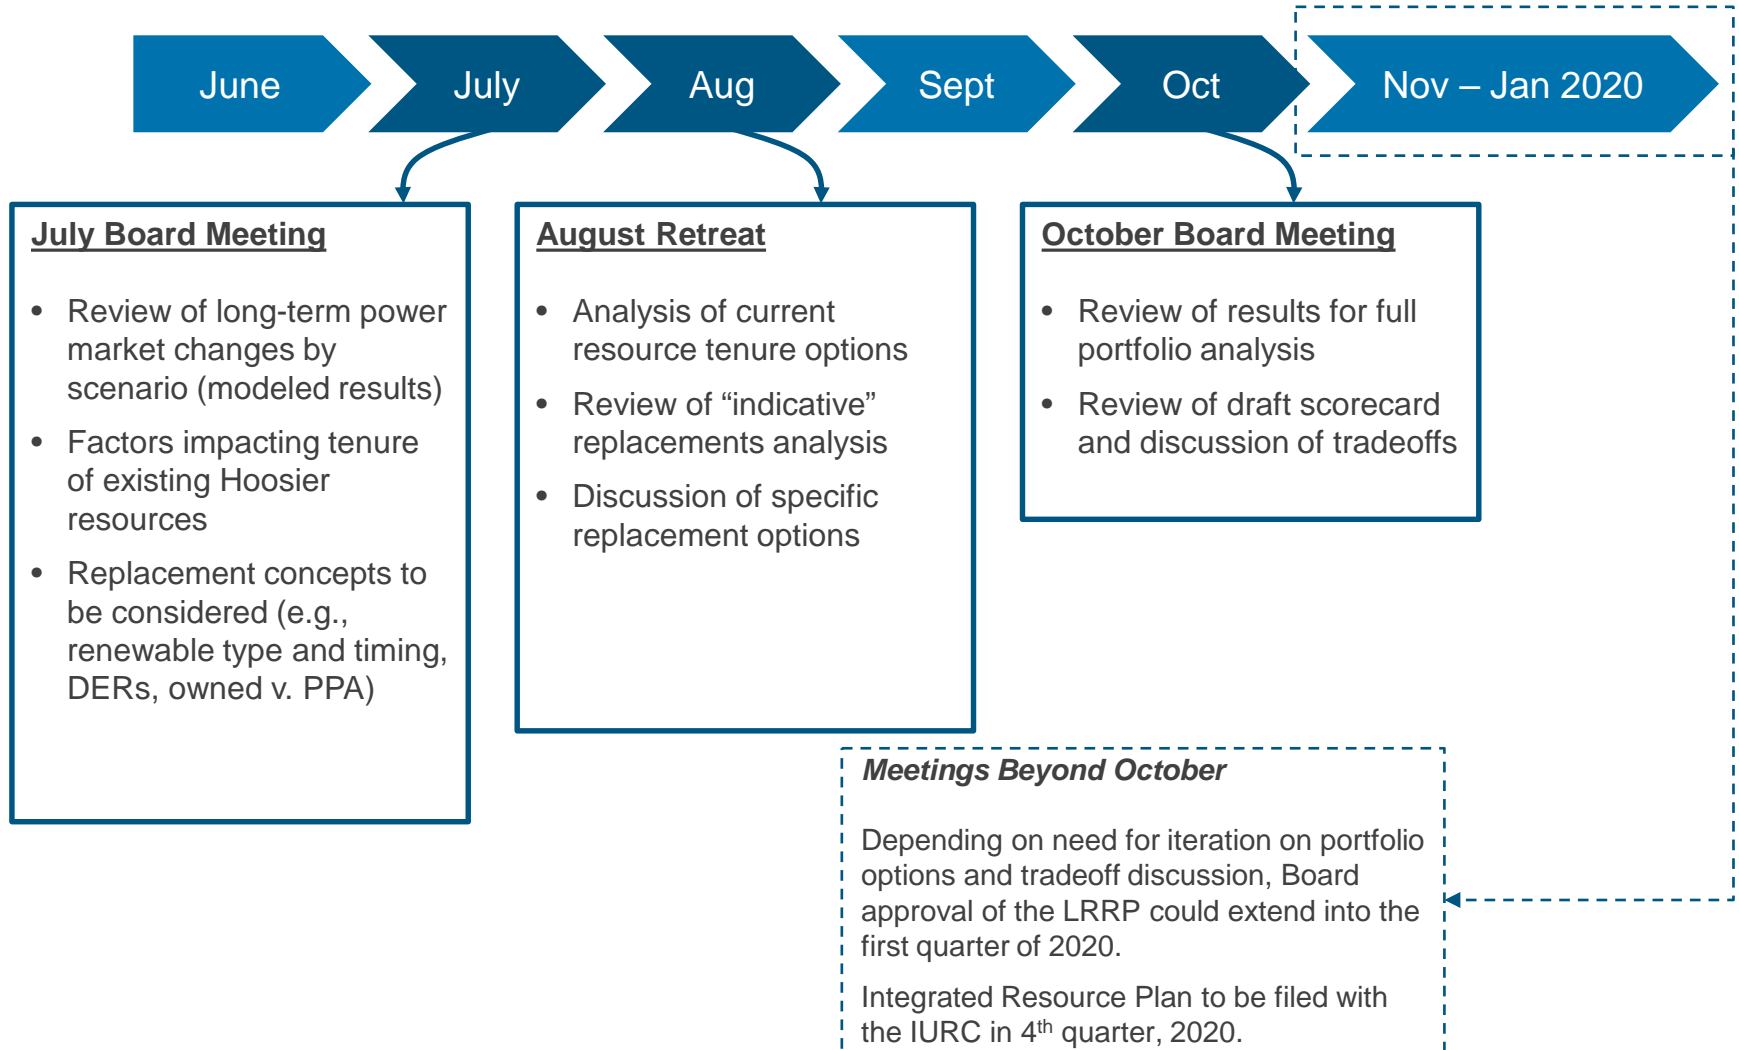 June
July
Aug
Sept
Oct
Nov – Jan 2020
July Board Meeting
• Review of long-term power
market changes by
scenario (modeled results)
• Factors impacting tenure
of existing Hoosier
resources
• Replacement concepts to
be considered (e.g.,
renewable type and timing,
DERs, owned v. PPA)
August Retreat
• Analysis of current
resource tenure options
• Review of “indicative”
replacements analysis
• Discussion of specific
replacement options
October Board Meeting
• Review of results for full
portfolio analysis
• Review of draft scorecard
and discussion of tradeoffs
Meetings Beyond October
Depending on need for iteration on portfolio
options and tradeoff discussion, Board
approval of the LRRP could extend into the
first quarter of 2020.
Integrated Resource Plan to be filed with
the IURC in 4th quarter, 2020.